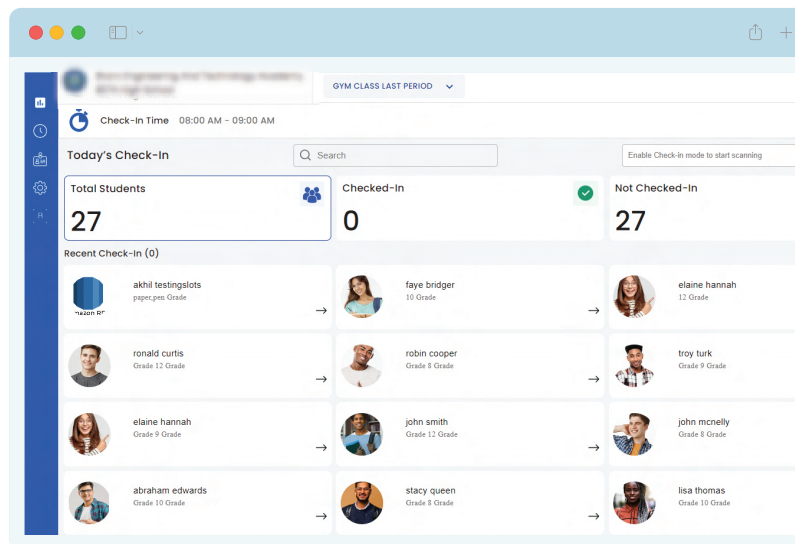 GYM CLASS LAST PERIOD
Check-In Time 08:00 AM - 09:00 AM
Today's Check-In
Search
Enable Check-in mode to start scanning
Total Students
27
Checked-In
0
Not Checked-In
27
Recent Check-In (0)
akhil testingslots
paper,pen Grade
faye bridger
10 Grade
elaine hannah
12 Grade
ronald curtis
Grade 12 Grade
robin cooper
Grade 8 Grade
troy turk
Grade 9 Grade
elaine hannah
Grade 9 Grade
john smith
Grade 12 Grade
john mcnelly
Grade 8 Grade
abraham edwards
Grade 10 Grade
stacy queen
Grade 8 Grade
lisa thomas
Grade 10 Grade